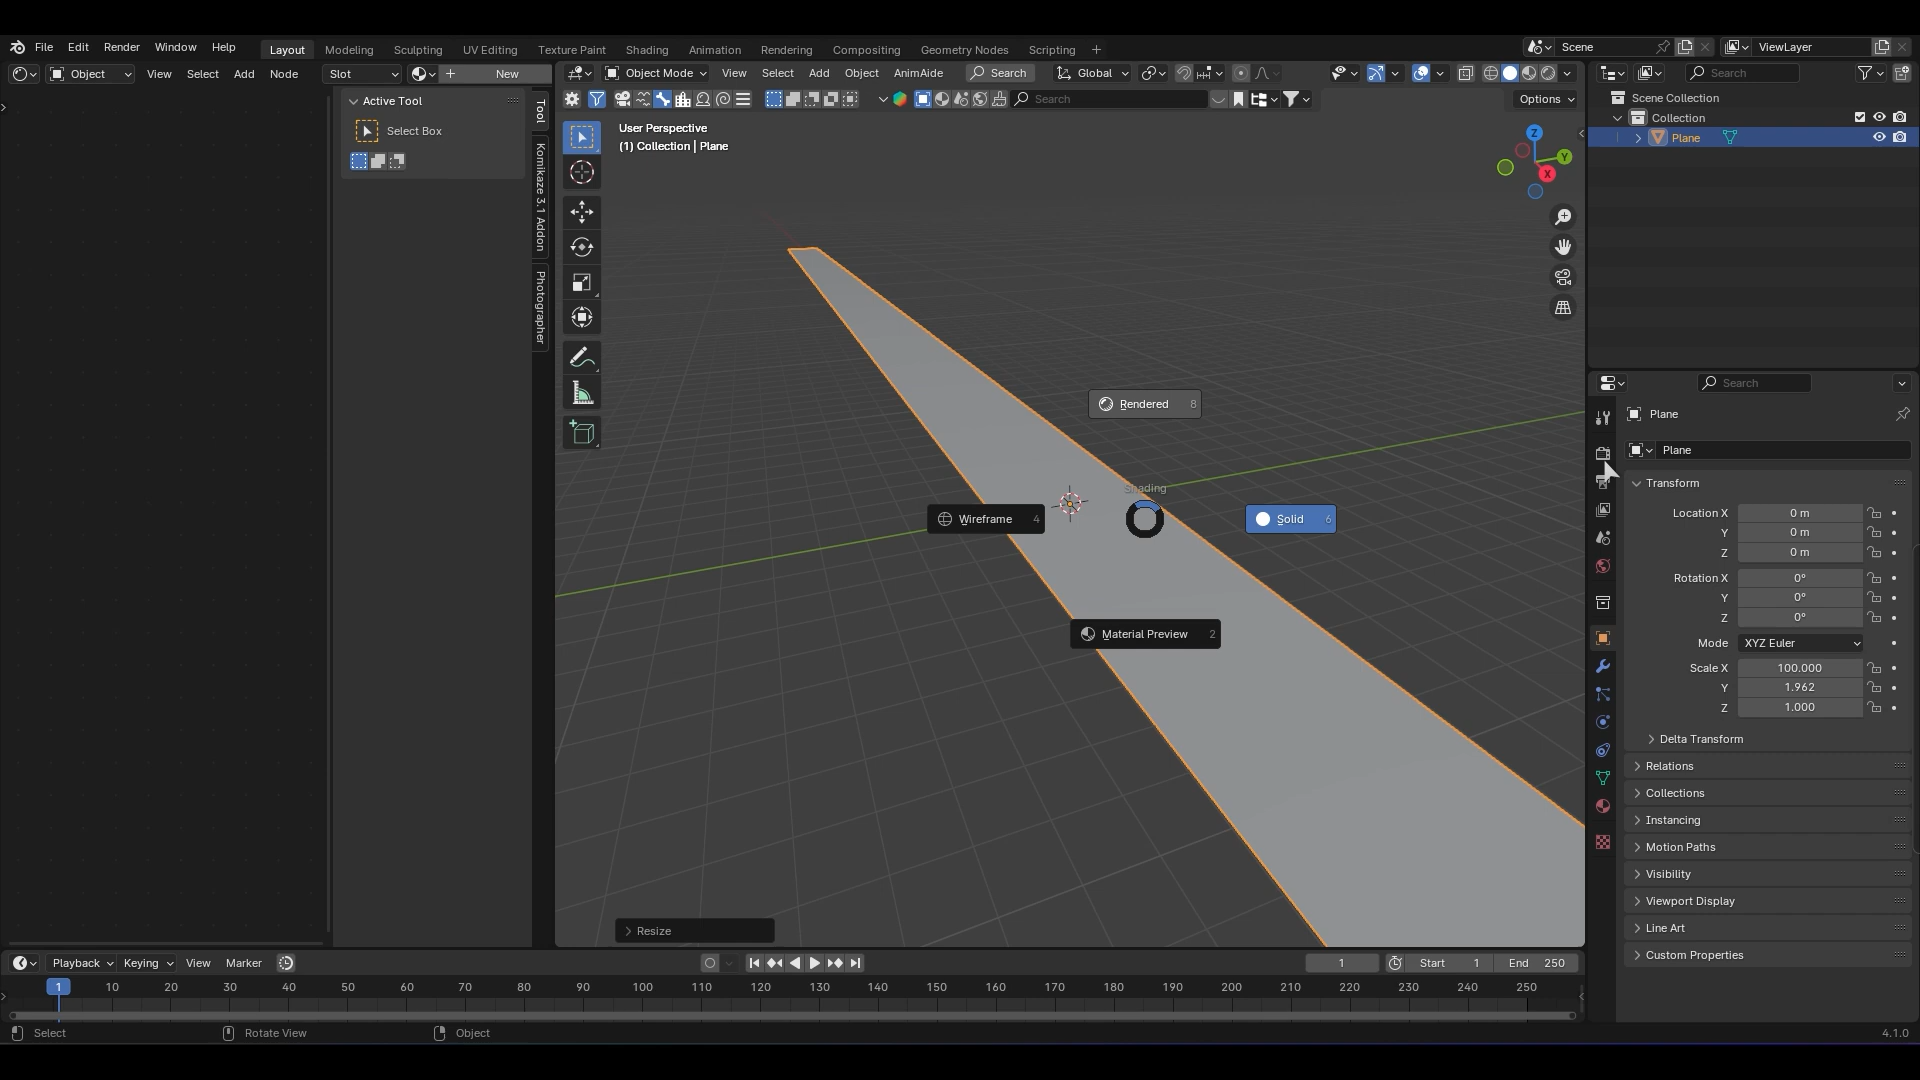 File Edit Render Window Help Layout Modeling Sculpting UV Editing Texture Paint Shading Animation Rendering Compositing Geometry Nodes Scripting + Scene ViewLayer
Object View Select Add Node Slot New
Object Mode View Select Add Object AnimAide Search Global
Search
Search Options
Active Tool
Select Box
Tool
Komikaze 3.1 Addon
Photographer
User Perspective
(1) Collection | Plane
Z
Y
X
Rendered 8
Shading
Wireframe 4
Solid 6
Material Preview 2
Resize
Scene Collection
Collection
Plane
Search
Plane
Plane
Transform
Location X 0 m
Y 0 m
Z 0 m
Rotation X 0°
Y 0°
Z 0°
Mode XYZ Euler
Scale X 100.000
Y 1.962
Z 1.000
Delta Transform
Relations
Collections
Instancing
Motion Paths
Visibility
Viewport Display
Line Art
Custom Properties
Playback Keying View Marker 1 Start 1 End 250
1 10 20 30 40 50 60 70 80 90 100 110 120 130 140 150 160 170 180 190 200 210 220 230 240 250
Select Rotate View Object 4.1.0